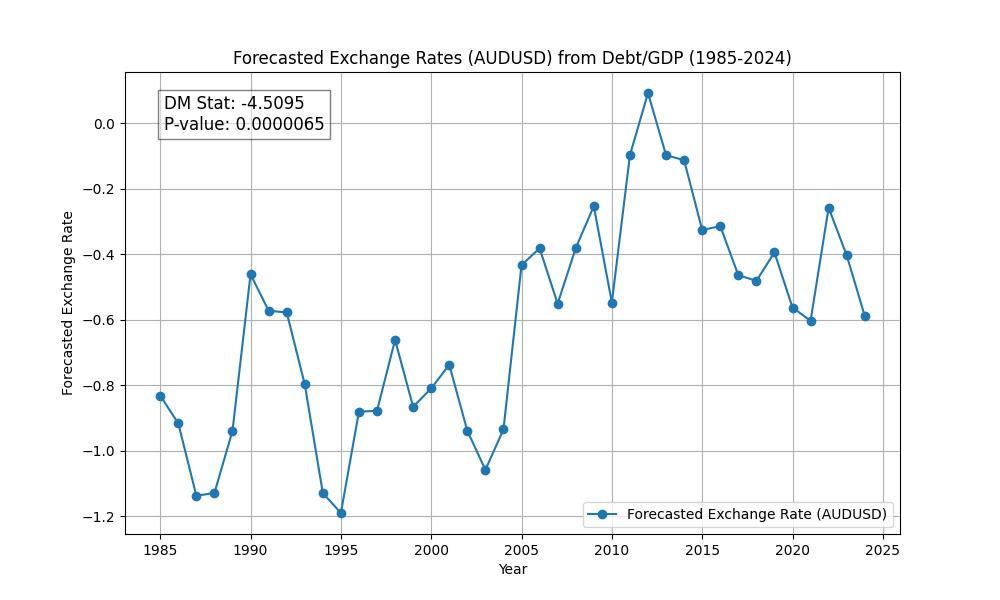 Forecasted Exchange Rates (AUDUSD) from Debt/GDP (1985-2024)
DM Stat: -4.5095
P-value: 0.0000065
0.0
−0.2
−0.4
−0.6
−0.8
−1.0
−1.2
Forecasted Exchange Rate
Forecasted Exchange Rate (AUDUSD)
1985 1990 1995 2000 2005 2010 2015 2020 2025
Year